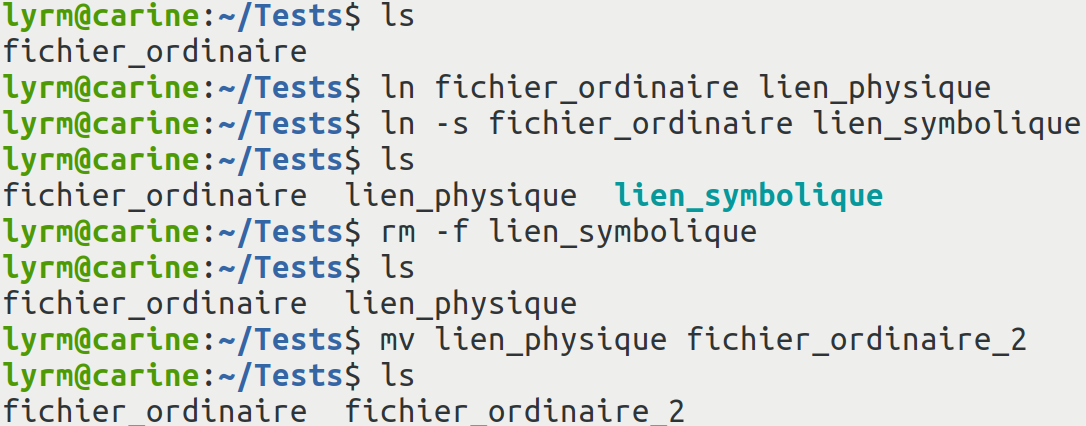 lyrm@carine:~/Tests$ ls
fichier_ordinaire
lyrm@carine:~/Tests$ ln fichier_ordinaire lien_physique
lyrm@carine:~/Tests$ ln -s fichier_ordinaire lien_symbolique
lyrm@carine:~/Tests$ ls
fichier_ordinaire  lien_physique  lien_symbolique
lyrm@carine:~/Tests$ rm -f lien_symbolique
lyrm@carine:~/Tests$ ls
fichier_ordinaire  lien_physique
lyrm@carine:~/Tests$ mv lien_physique fichier_ordinaire_2
lyrm@carine:~/Tests$ ls
fichier_ordinaire  fichier_ordinaire_2